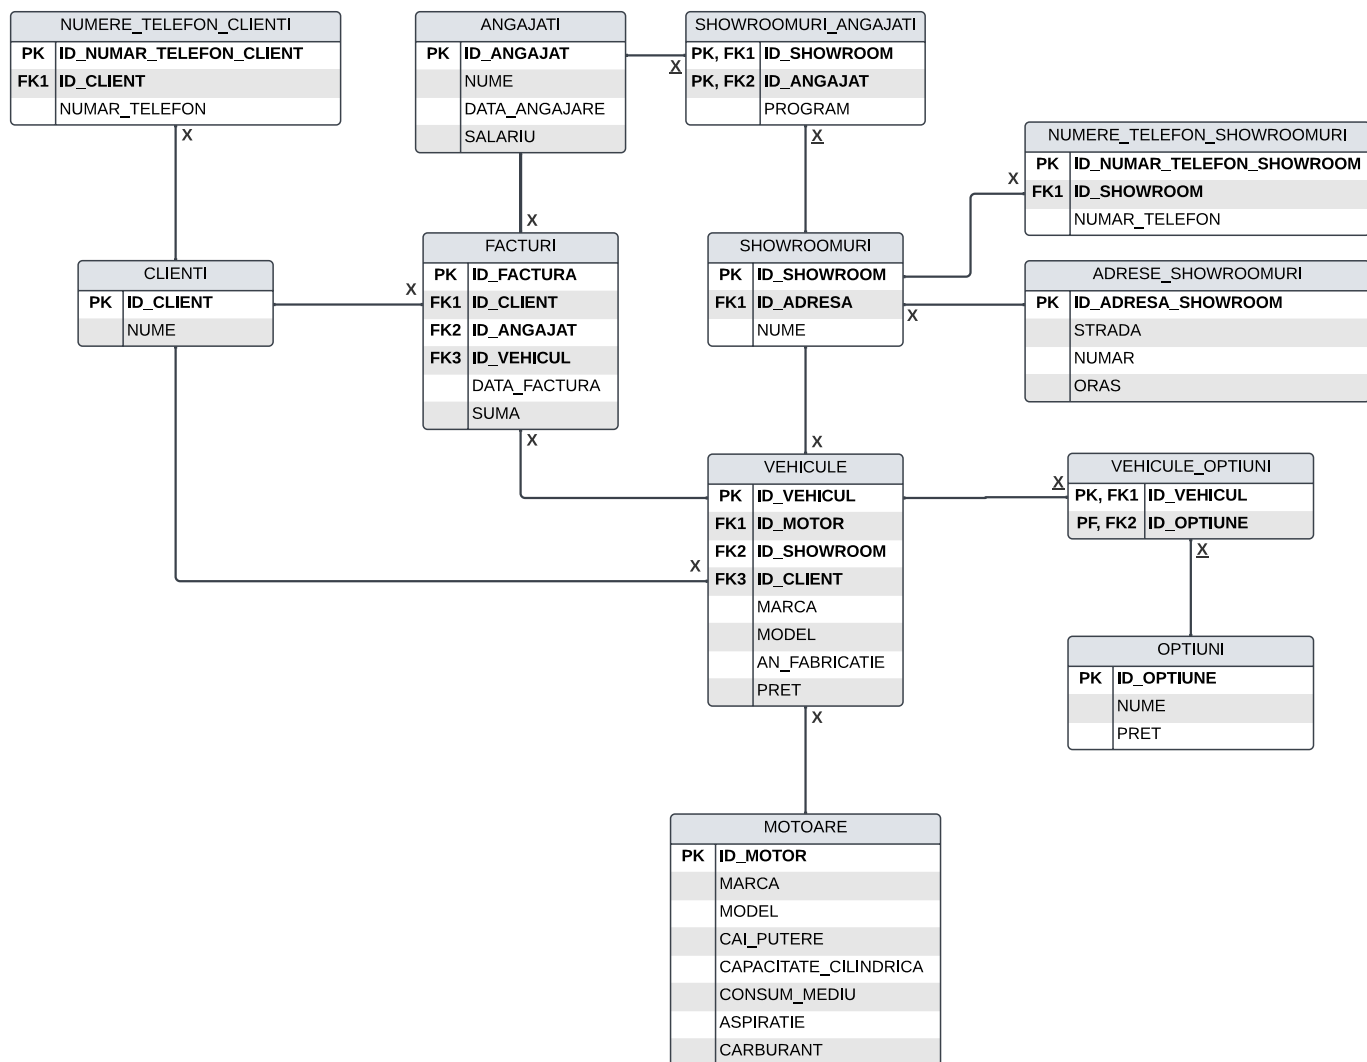 NUMERE_TELEFON_CLIENTI
PK ID_NUMAR_TELEFON_CLIENT
FK1 ID_CLIENT
NUMAR_TELEFON
X
ANGAJATI
PK ID_ANGAJAT
NUME
DATA_ANGAJARE
SALARIU
X
X
SHOWROOMURI_ANGAJATI
PK, FK1 ID_SHOWROOM
PK, FK2 ID_ANGAJAT
PROGRAM
X
NUMERE_TELEFON_SHOWROOMURI
PK ID_NUMAR_TELEFON_SHOWROOM
FK1 ID_SHOWROOM
NUMAR_TELEFON
X
CLIENTI
PK ID_CLIENT
NUME
X
FACTURI
PK ID_FACTURA
FK1 ID_CLIENT
FK2 ID_ANGAJAT
FK3 ID_VEHICUL
DATA_FACTURA
SUMA
X
SHOWROOMURI
PK ID_SHOWROOM
FK1 ID_ADRESA
NUME
X
ADRESE_SHOWROOMURI
PK ID_ADRESA_SHOWROOM
STRADA
NUMAR
ORAS
X
X
VEHICULE
PK ID_VEHICUL
FK1 ID_MOTOR
FK2 ID_SHOWROOM
FK3 ID_CLIENT
MARCA
MODEL
AN_FABRICATIE
PRET
X
X
VEHICULE_OPTIUNI
PK, FK1 ID_VEHICUL
PF, FK2 ID_OPTIUNE
X
OPTIUNI
PK ID_OPTIUNE
NUME
PRET
MOTOARE
PK ID_MOTOR
MARCA
MODEL
CAI_PUTERE
CAPACITATE_CILINDRICA
CONSUM_MEDIU
ASPIRATIE
CARBURANT